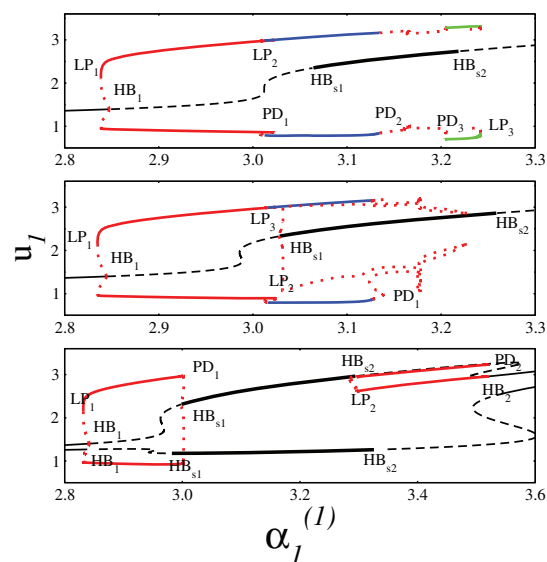 3
2
1
LP₁
HB₁
LP₂
PD₁
HBₛ₁
HBₛ₂
PD₂
PD₃
LP₃
2.8 2.9 3.0 3.1 3.2 3.3
u₁
3
2
1
LP₁
HB₁
LP₃
LP₂
HBₛ₁
PD₁
HBₛ₂
2.8 2.9 3.0 3.1 3.2 3.3
3
2
1
LP₁
HB₁
HB₁
PD₁
HBₛ₁
HBₛ₁
HBₛ₂
LP₂
HBₛ₂
PD₂
HB₂
2.8 3.0 3.2 3.4 3.6
α₁⁽¹⁾